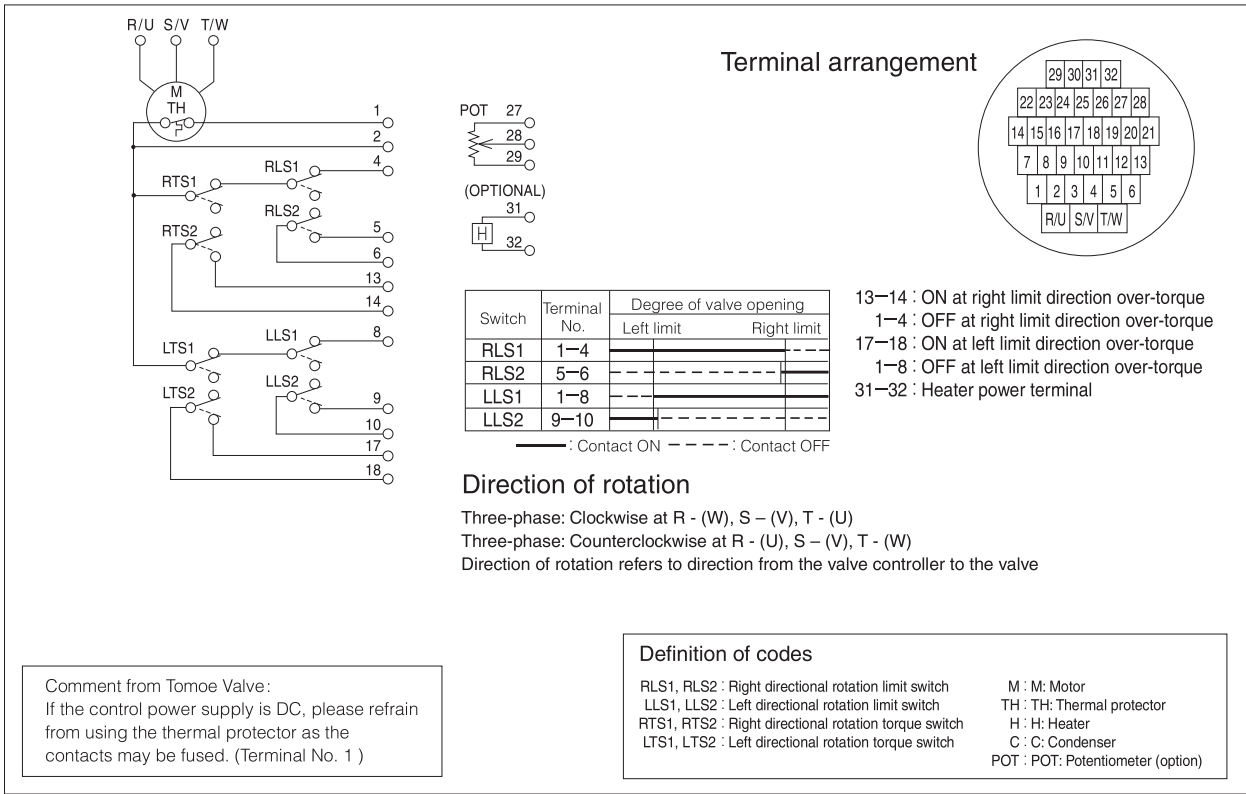 R/U S/V T/W
M
TH
1
2
4
RLS1
RTS1
RLS2
RTS2
5
6
13
14
LTS1
LLS1
8
LTS2
LLS2
9
10
17
18
POT 27
28
29
(OPTIONAL)
31
H
32
Terminal arrangement
29 30 31 32
22 23 24 25 26 27 28
14 15 16 17 18 19 20 21
7 8 9 10 11 12 13
1 2 3 4 5 6
R/U S/V T/W
Switch Terminal No. Degree of valve opening
Left limit Right limit
RLS1 1–4
RLS2 5–6
LLS1 1–8
LLS2 9–10
: Contact ON : Contact OFF
13–14 : ON at right limit direction over-torque
1–4 : OFF at right limit direction over-torque
17–18 : ON at left limit direction over-torque
1–8 : OFF at left limit direction over-torque
31–32 : Heater power terminal
Direction of rotation
Three-phase: Clockwise at R - (W), S – (V), T - (U)
Three-phase: Counterclockwise at R - (U), S – (V), T - (W)
Direction of rotation refers to direction from the valve controller to the valve
Comment from Tomoe Valve:
If the control power supply is DC, please refrain
from using the thermal protector as the
contacts may be fused. (Terminal No. 1 )
Definition of codes
RLS1, RLS2 : Right directional rotation limit switch
LLS1, LLS2 : Left directional rotation limit switch
RTS1, RTS2 : Right directional rotation torque switch
LTS1, LTS2 : Left directional rotation torque switch
M : M: Motor
TH : TH: Thermal protector
H : H: Heater
C : C: Condenser
POT : POT: Potentiometer (option)